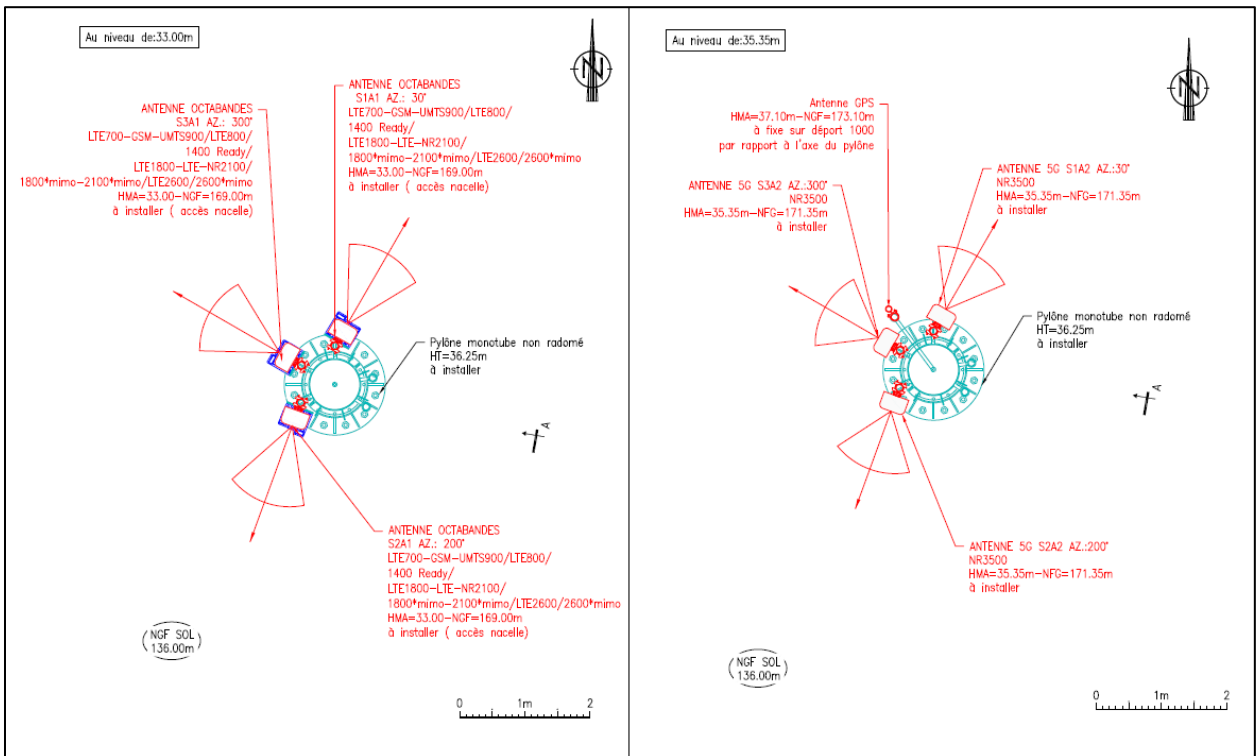 Au niveau de:33.00m
N
ANTENNE OCTABANDES
S1A1 AZ.: 30°
LTE700-GSM-UMTS900/LTE800/
1400 Ready/
LTE1800-LTE-NR2100/
1800*mimo-2100*mimo/LTE2600/2600*mimo
HMA=33.00-NGF=169.00m
à installer ( accès nacelle)
ANTENNE OCTABANDES
S3A1 AZ.: 300°
LTE700-GSM-UMTS900/LTE800/
1400 Ready/
LTE1800-LTE-NR2100/
1800*mimo-2100*mimo/LTE2600/2600*mimo
HMA=33.00-NGF=169.00m
à installer ( accès nacelle)
Pylône monotube non radomé
HT=36.25m
à installer
A
ANTENNE OCTABANDES
S2A1 AZ.: 200°
LTE700-GSM-UMTS900/LTE800/
1400 Ready/
LTE1800-LTE-NR2100/
1800*mimo-2100*mimo/LTE2600/2600*mimo
HMA=33.00-NGF=169.00m
à installer ( accès nacelle)
NGF SOL
136.00m
0 1m 2
Au niveau de:35.35m
N
Antenne GPS
HMA=37.10m-NGF=173.10m
à fixe sur déport 1000
par rapport à l'axe du pylône
ANTENNE 5G S3A2 AZ.:300°
NR3500
HMA=35.35m-NFG=171.35m
à installer
ANTENNE 5G S1A2 AZ.:30°
NR3500
HMA=35.35m-NFG=171.35m
à installer
Pylône monotube non radomé
HT=36.25m
à installer
A
ANTENNE 5G S2A2 AZ.:200°
NR3500
HMA=35.35m-NFG=171.35m
à installer
NGF SOL
136.00m
0 1m 2